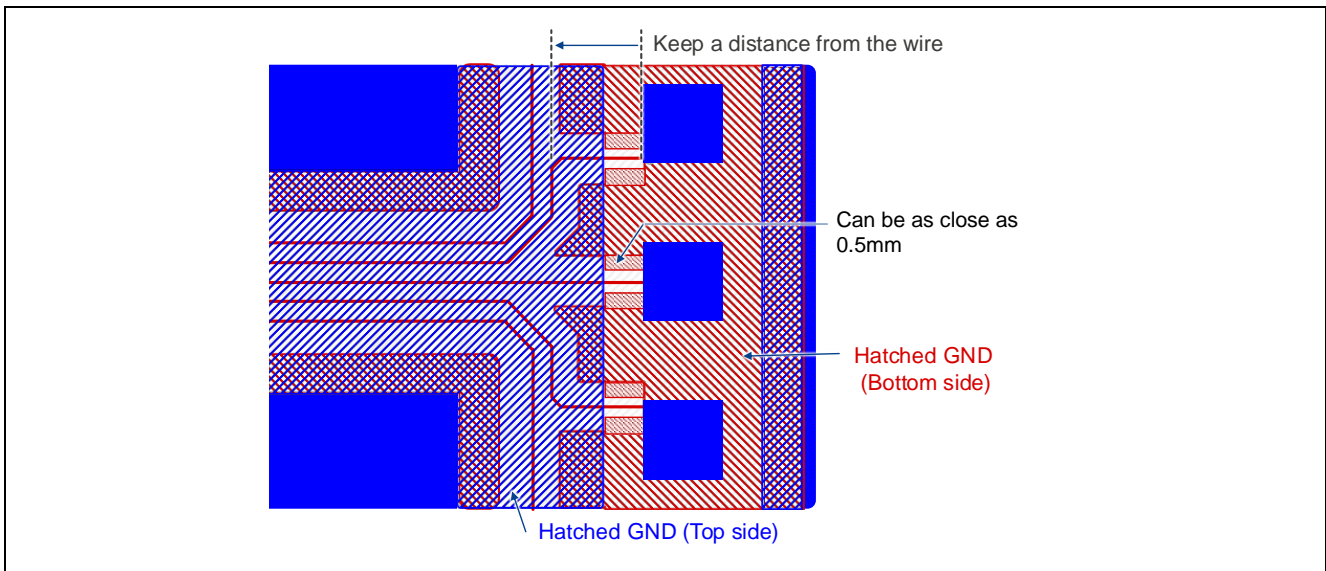 Keep a distance from the wire
Can be as close as
0.5mm
Hatched GND
(Bottom side)
Hatched GND (Top side)